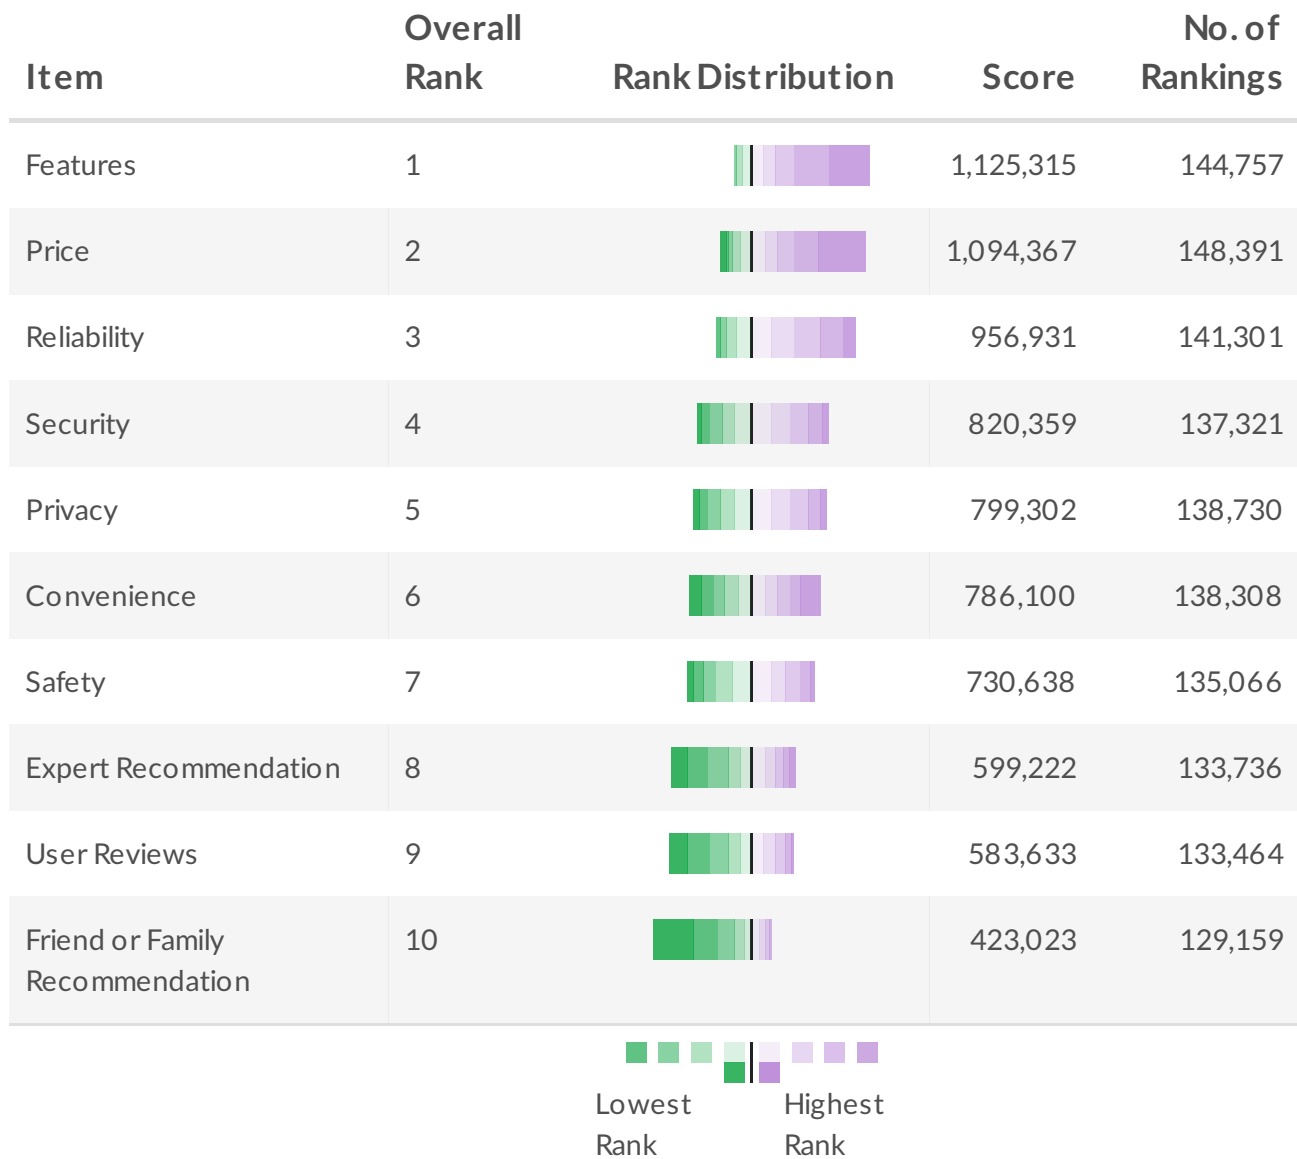 Item Overall Rank Rank Distribution Score No. of Rankings
Features 1 1,125,315 144,757
Price 2 1,094,367 148,391
Reliability 3 956,931 141,301
Security 4 820,359 137,321
Privacy 5 799,302 138,730
Convenience 6 786,100 138,308
Safety 7 730,638 135,066
Expert Recommendation 8 599,222 133,736
User Reviews 9 583,633 133,464
Friend or Family 10 423,023 129,159
Recommendation
Lowest Highest
Rank Rank